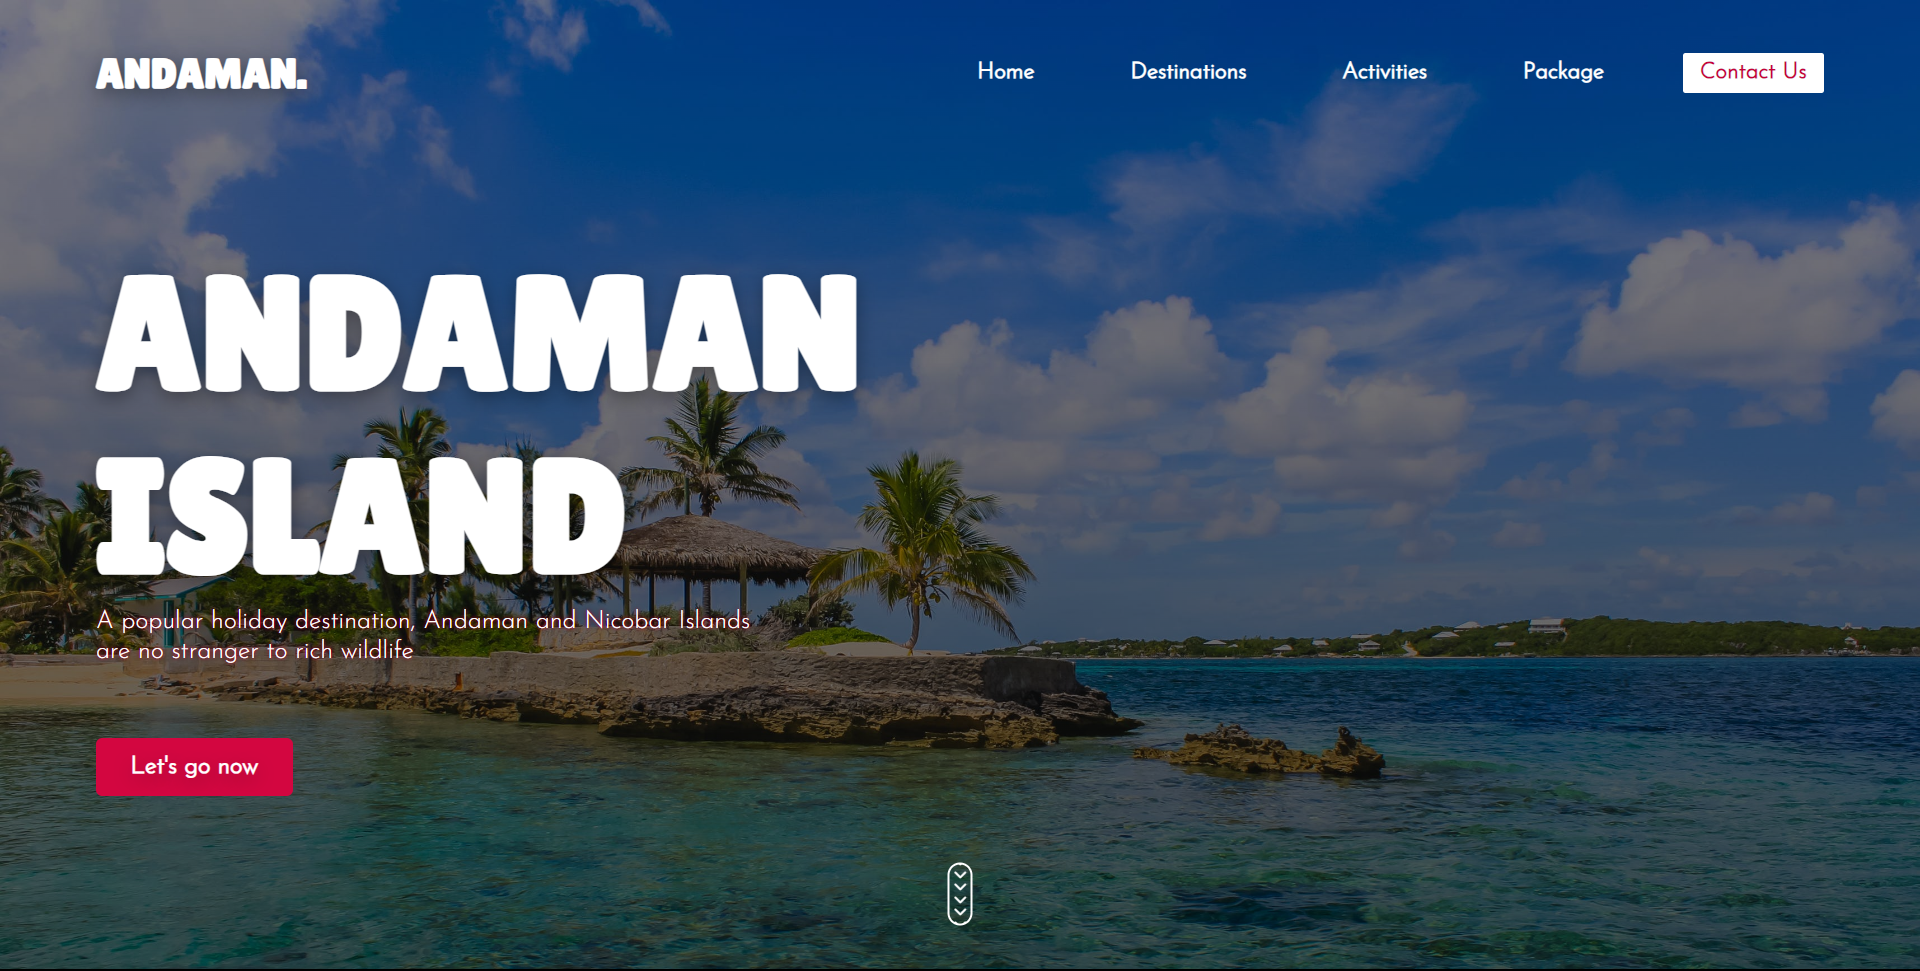 ANDAMAN.
Home Destinations Activities Package Contact Us
ANDAMAN
ISLAND
A popular holiday destination, Andaman and Nicobar Islands
are no stranger to rich wildlife
Let's go now